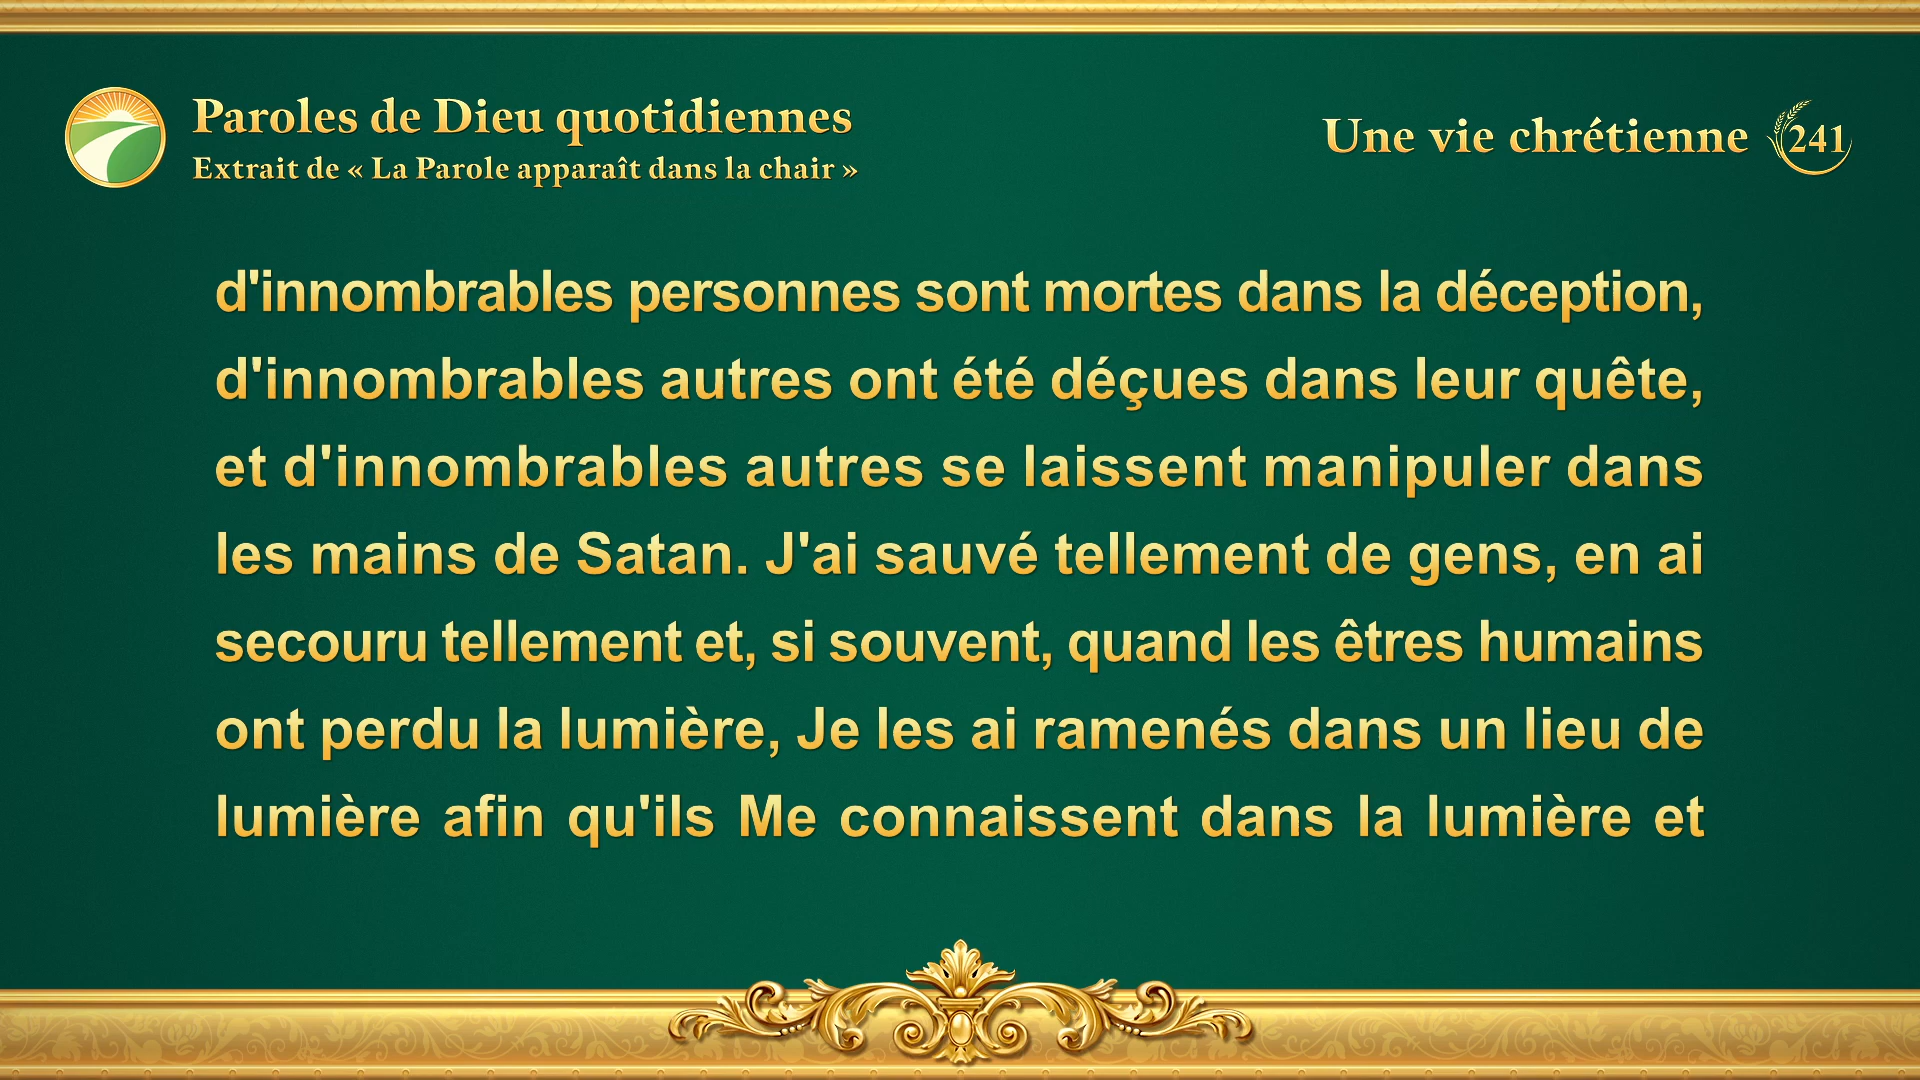 Paroles de Dieu quotidiennes
Extrait de « La Parole apparaît dans la chair »
Une vie chrétienne 241
d'innombrables personnes sont mortes dans la déception,
d'innombrables autres ont été déçues dans leur quête,
et d'innombrables autres se laissent manipuler dans
les mains de Satan. J'ai sauvé tellement de gens, en ai
secouru tellement et, si souvent, quand les êtres humains
ont perdu la lumière, Je les ai ramenés dans un lieu de
lumière afin qu'ils Me connaissent dans la lumière et